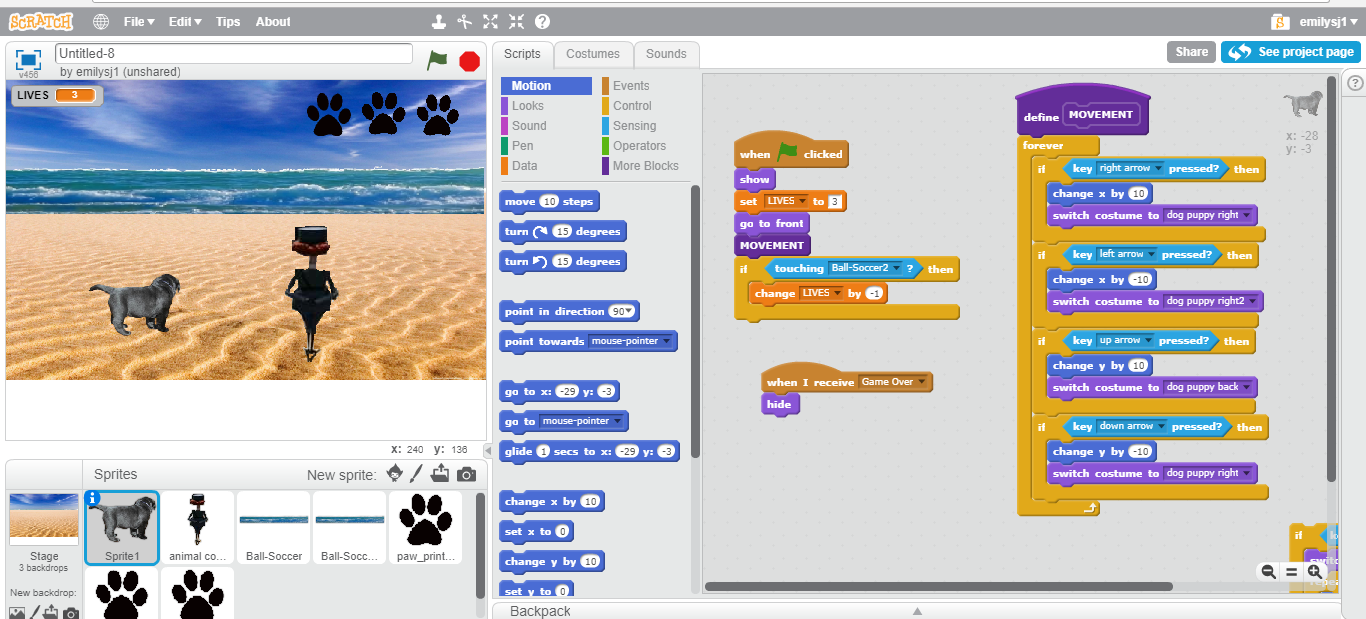 SCRATCH File Edit Tips About emilysj1
Untitled-8
by emilysj1 (unshared)
v456
Scripts Costumes Sounds
Share See project page
LIVES 3
Motion Events
Looks Control
Sound Sensing
Pen Operators
Data More Blocks
move 10 steps
turn 15 degrees
turn 15 degrees
point in direction 90
point towards mouse-pointer
go to x: -29 y: -3
go to mouse-pointer
glide 1 secs to x: -29 y: -3
change x by 10
set x to 0
change y by 10
set y to 0
when clicked
show
set LIVES to 3
go to front
MOVEMENT
if touching Ball-Soccer2 ? then
change LIVES by -1
when I receive Game Over
hide
define MOVEMENT
forever
if key right arrow pressed? then
change x by 10
switch costume to dog puppy right
if key left arrow pressed? then
change x by -10
switch costume to dog puppy right2
if key up arrow pressed? then
change y by 10
switch costume to dog puppy back
if key down arrow pressed? then
change y by -10
switch costume to dog puppy right
x: -28
y: -3
if
x: 240 y: 136
Sprites New sprite:
Stage
3 backdrops
New backdrop:
Sprite1 animal co... Ball-Soccer Ball-Socc... paw_print...
Backpack